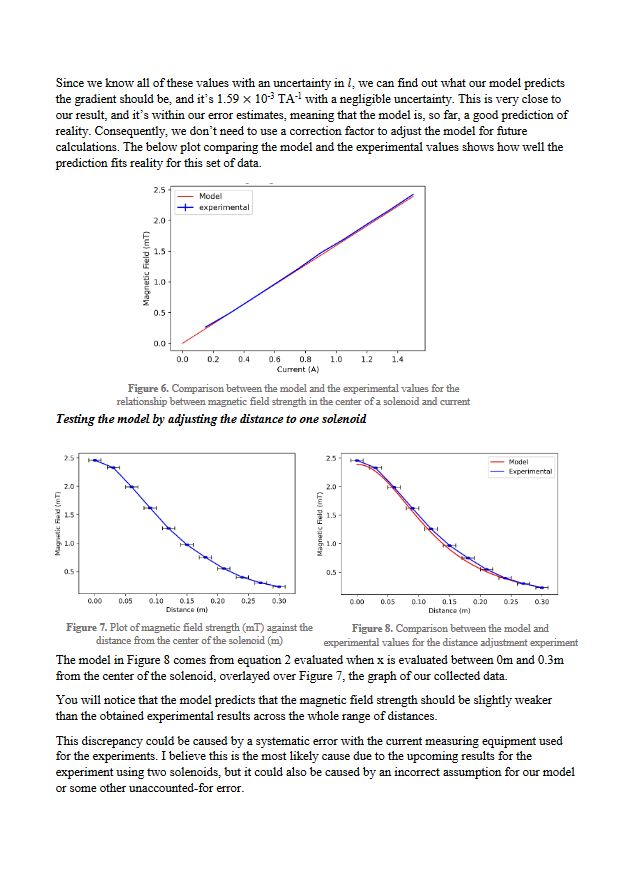 Since we know all of these values with an uncertainty in l, we can find out what our model predicts
the gradient should be, and it's 1.59 × 10⁻³ TA⁻¹ with a negligible uncertainty. This is very close to
our result, and it's within our error estimates, meaning that the model is, so far, a good prediction of
reality. Consequently, we don't need to use a correction factor to adjust the model for future
calculations. The below plot comparing the model and the experimental values shows how well the
prediction fits reality for this set of data.
2.5
2.0
1.5
1.0
0.5
0.0
Magnetic Field (mT)
Model
experimental
0.0 0.2 0.4 0.6 0.8 1.0 1.2 1.4
Current (A)
Figure 6. Comparison between the model and the experimental values for the
relationship between magnetic field strength in the center of a solenoid and current
Testing the model by adjusting the distance to one solenoid
2.5
2.0
1.5
1.0
0.5
Magnetic Field (mT)
0.00 0.05 0.10 0.15 0.20 0.25 0.30
Distance (m)
Figure 7. Plot of magnetic field strength (mT) against the
distance from the center of the solenoid (m)
2.5
2.0
1.5
1.0
0.5
Magnetic Field (mT)
Model
Experimental
0.00 0.05 0.10 0.15 0.20 0.25 0.30
Distance (m)
Figure 8. Comparison between the model and
experimental values for the distance adjustment experiment
The model in Figure 8 comes from equation 2 evaluated when x is evaluated between 0m and 0.3m
from the center of the solenoid, overlayed over Figure 7, the graph of our collected data.
You will notice that the model predicts that the magnetic field strength should be slightly weaker
than the obtained experimental results across the whole range of distances.
This discrepancy could be caused by a systematic error with the current measuring equipment used
for the experiments. I believe this is the most likely cause due to the upcoming results for the
experiment using two solenoids, but it could also be caused by an incorrect assumption for our model
or some other unaccounted-for error.